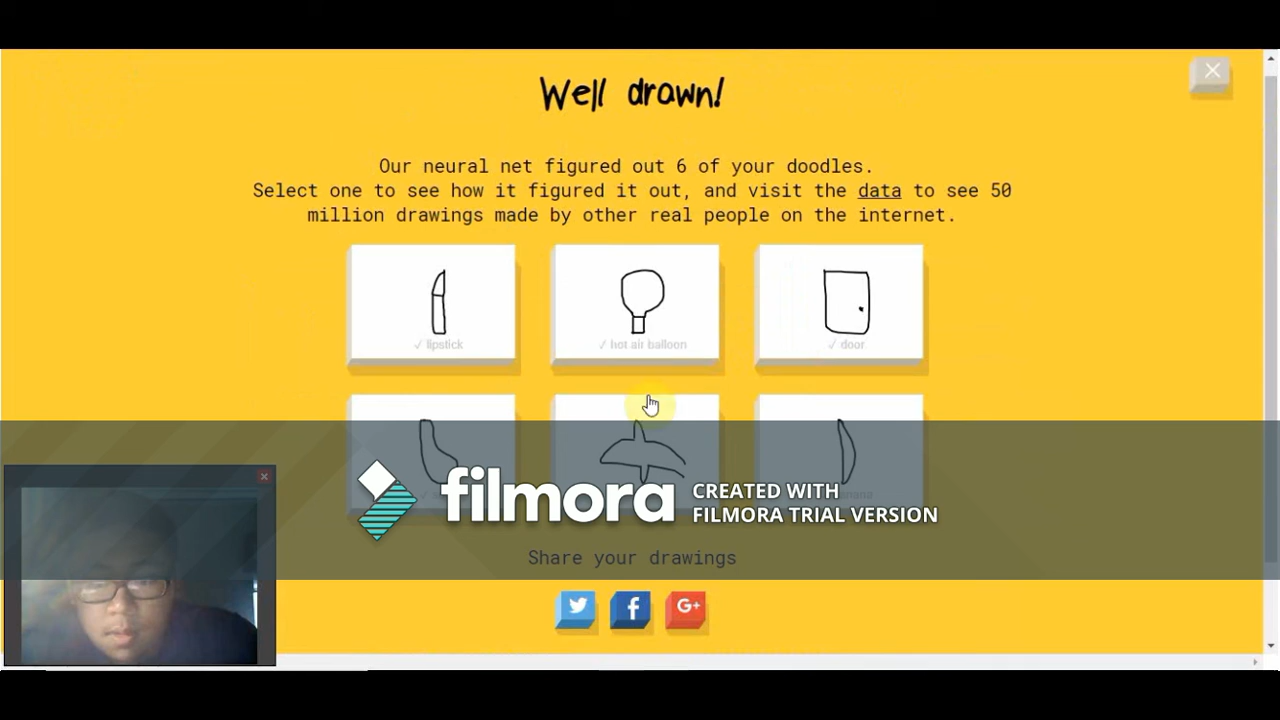 Well drawn!
Our neural net figured out 6 of your doodles.
Select one to see how it figured it out, and visit the data to see 50
million drawings made by other real people on the internet.
✓ lipstick
✓ hot air balloon
✓ door
filmora
CREATED WITH
FILMORA TRIAL VERSION
Share your drawings
f
G+